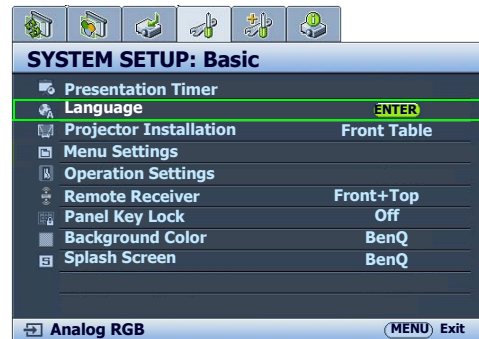 SYSTEM SETUP: Basic
Presentation Timer
Language ENTER
Projector Installation Front Table
Menu Settings
Operation Settings
Remote Receiver Front+Top
Panel Key Lock Off
Background Color BenQ
Splash Screen BenQ
Analog RGB MENU Exit